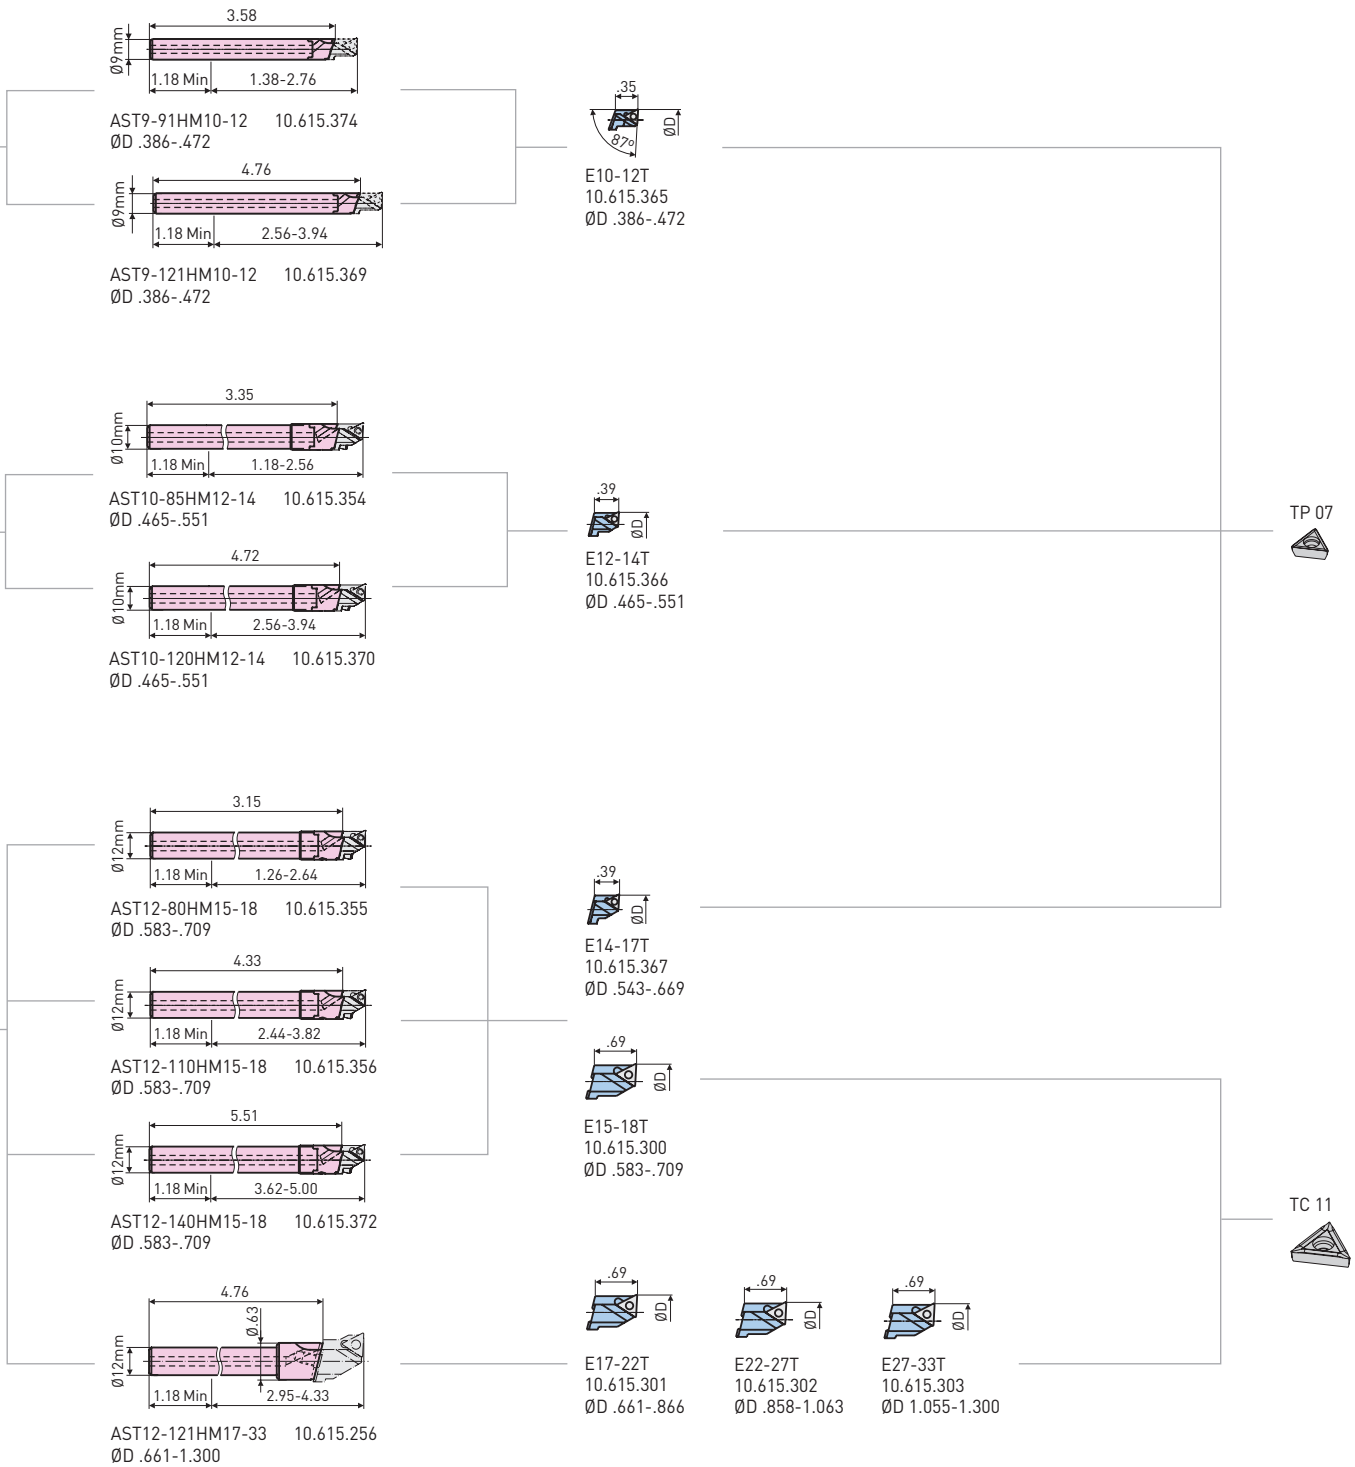 3.58
Ø9mm
1.18 Min
1.38-2.76
AST9-91HM10-12 10.615.374
ØD .386-.472
4.76
Ø9mm
1.18 Min
2.56-3.94
AST9-121HM10-12 10.615.369
ØD .386-.472
.35
ØD
87º
E10-12T
10.615.365
ØD .386-.472
3.35
Ø10mm
1.18 Min
1.18-2.56
AST10-85HM12-14 10.615.354
ØD .465-.551
4.72
Ø10mm
1.18 Min
2.56-3.94
AST10-120HM12-14 10.615.370
ØD .465-.551
.39
ØD
E12-14T
10.615.366
ØD .465-.551
TP 07
3.15
Ø12mm
1.18 Min
1.26-2.64
AST12-80HM15-18 10.615.355
ØD .583-.709
4.33
Ø12mm
1.18 Min
2.44-3.82
AST12-110HM15-18 10.615.356
ØD .583-.709
5.51
Ø12mm
1.18 Min
3.62-5.00
AST12-140HM15-18 10.615.372
ØD .583-.709
.39
ØD
E14-17T
10.615.367
ØD .543-.669
.69
ØD
E15-18T
10.615.300
ØD .583-.709
TC 11
4.76
Ø.63
Ø12mm
1.18 Min
2.95-4.33
AST12-121HM17-33 10.615.256
ØD .661-1.300
.69
ØD
E17-22T
10.615.301
ØD .661-.866
.69
ØD
E22-27T
10.615.302
ØD .858-1.063
.69
ØD
E27-33T
10.615.303
ØD 1.055-1.300